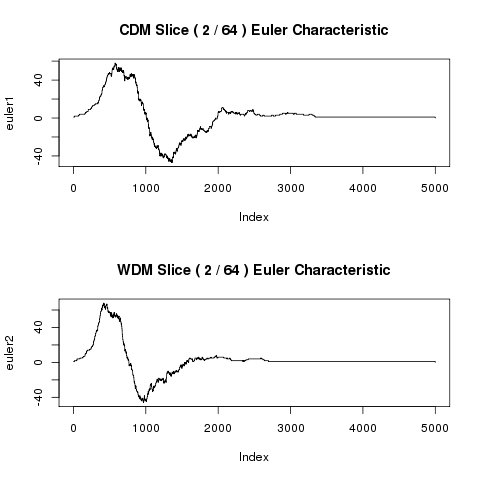 CDM Slice ( 2 / 64 ) Euler Characteristic
euler1
40
0
-40
0 1000 2000 3000 4000 5000
Index
WDM Slice ( 2 / 64 ) Euler Characteristic
euler2
40
0
-40
0 1000 2000 3000 4000 5000
Index